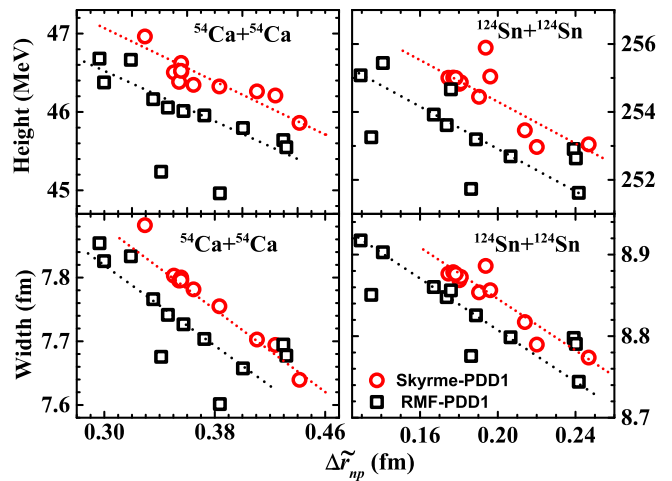 47
46
45
Height (MeV)
⁵⁴Ca+⁵⁴Ca
¹²⁴Sn+¹²⁴Sn
256
254
252
7.8
7.7
7.6
Width (fm)
⁵⁴Ca+⁵⁴Ca
¹²⁴Sn+¹²⁴Sn
8.9
8.8
8.7
Skyrme-PDD1
RMF-PDD1
0.30 0.38 0.46 0.16 0.20 0.24
Δr̃ₙₚ (fm)